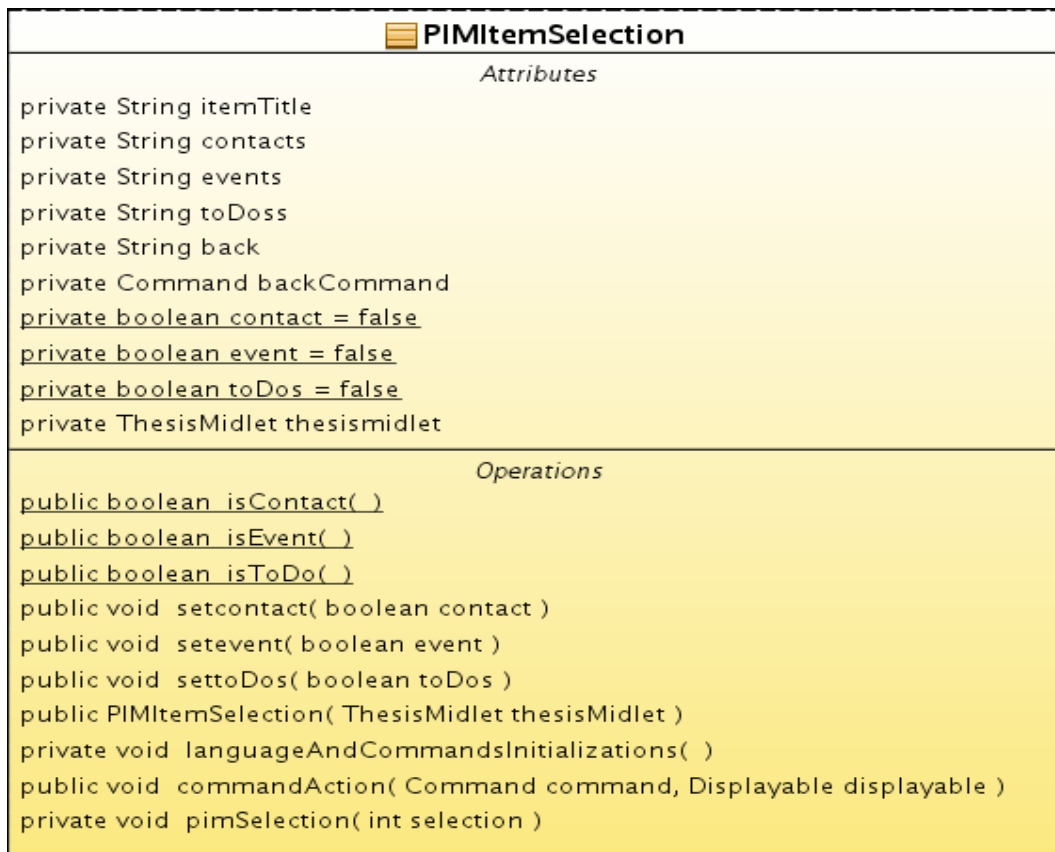 PIMItemSelection
Attributes
private String itemTitle
private String contacts
private String events
private String toDoss
private String back
private Command backCommand
private boolean contact = false
private boolean event = false
private boolean toDos = false
private ThesisMidlet thesismidlet
Operations
public boolean isContact( )
public boolean isEvent( )
public boolean isToDo( )
public void setcontact( boolean contact )
public void setevent( boolean event )
public void settoDos( boolean toDos )
public PIMItemSelection( ThesisMidlet thesisMidlet )
private void languageAndCommandsInitializations( )
public void commandAction( Command command, Displayable displayable )
private void pimSelection( int selection )